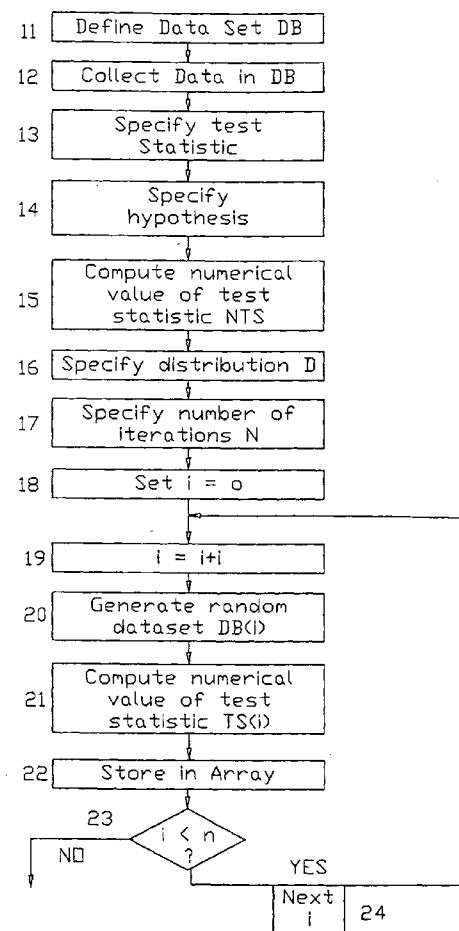 11 Define Data Set DB
12 Collect Data in DB
13 Specify test
Statistic
14 Specify
hypothesis
15 Compute numerical
value of test
statistic NTS
16 Specify distribution D
17 Specify number of
iterations N
18 Set i = o
19 i = i+i
20 Generate random
dataset DB(i)
21 Compute numerical
value of test
statistic TS(i)
22 Store in Array
23 i < n
?
NO
YES
Next
i
24